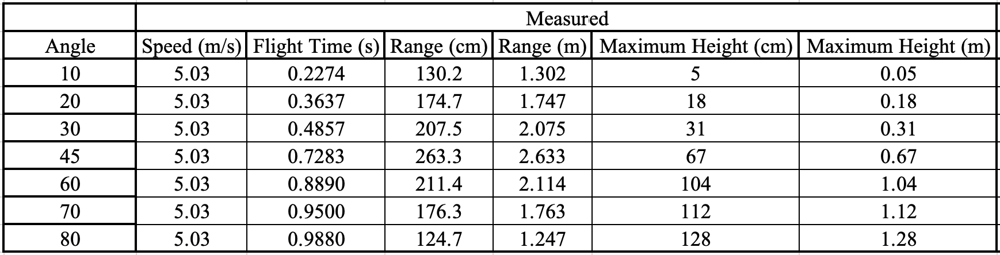 Measured
Angle Speed (m/s) Flight Time (s) Range (cm) Range (m) Maximum Height (cm) Maximum Height (m)
10 5.03 0.2274 130.2 1.302 5 0.05
20 5.03 0.3637 174.7 1.747 18 0.18
30 5.03 0.4857 207.5 2.075 31 0.31
45 5.03 0.7283 263.3 2.633 67 0.67
60 5.03 0.8890 211.4 2.114 104 1.04
70 5.03 0.9500 176.3 1.763 112 1.12
80 5.03 0.9880 124.7 1.247 128 1.28